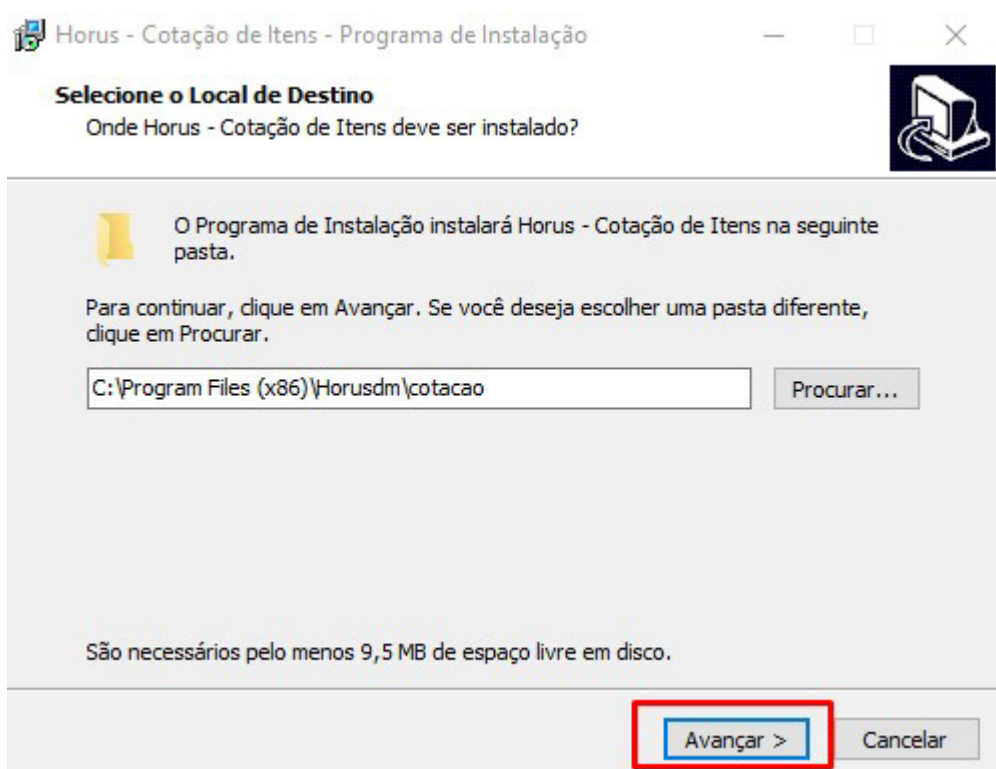 Horus - Cotação de Itens - Programa de Instalação
Selecione o Local de Destino
Onde Horus - Cotação de Itens deve ser instalado?
O Programa de Instalação instalará Horus - Cotação de Itens na seguinte
pasta.
Para continuar, clique em Avançar. Se você deseja escolher uma pasta diferente,
clique em Procurar.
C:\Program Files (x86)\Horusdm\cotacao
Procurar...
São necessários pelo menos 9,5 MB de espaço livre em disco.
Avançar >
Cancelar